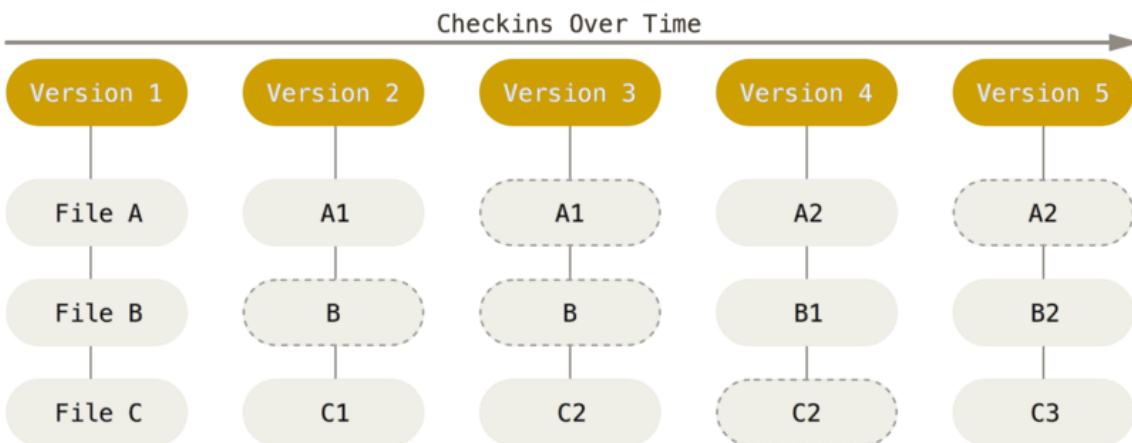 Checkins Over Time
Version 1 Version 2 Version 3 Version 4 Version 5
File A A1 A1 A2 A2
File B B B B1 B2
File C C1 C2 C2 C3